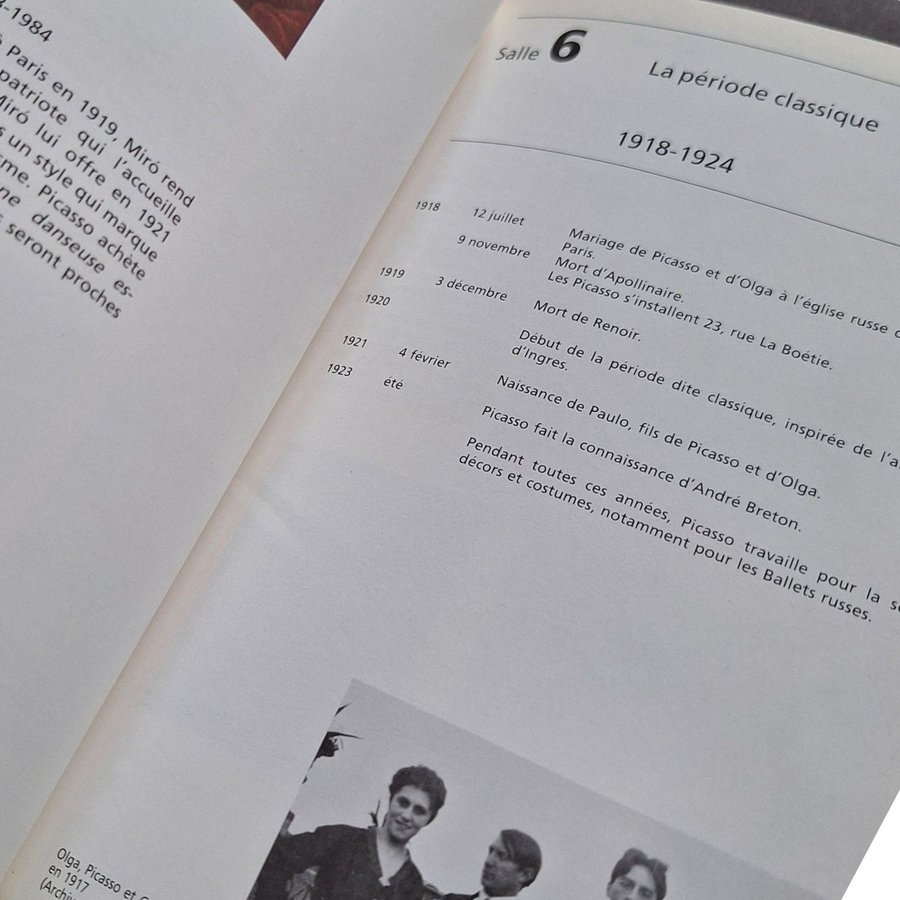 -1984
Paris en 1919, Miró rend
patriote qui l'accueille
Miró lui offre en 1921
un style qui marque
Picasso achète
danseuse es-
seront proches
Salle 6
La période classique
1918-1924
1918 12 juillet Mariage de Picasso et d'Olga à l'église russe
Paris.
9 novembre Mort d'Apollinaire.
Les Picasso s'installent 23, rue La Boétie.
1919 3 décembre Mort de Renoir.
1920 Début de la période dite classique, inspirée de
d'Ingres.
1921 4 février Naissance de Paulo, fils de Picasso et d'Olga.
1923 été Picasso fait la connaissance d'André Breton.
Pendant toutes ces années, Picasso travaille pour la
décors et costumes, notamment pour les Ballets russes.
Olga, Picasso et
en 1917